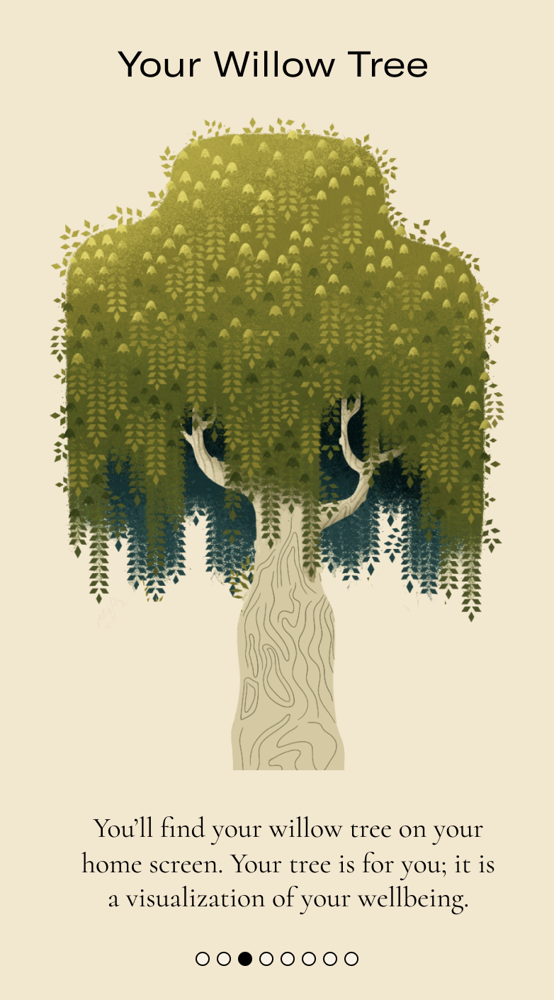 Your Willow Tree
You’ll find your willow tree on your
home screen. Your tree is for you; it is
a visualization of your wellbeing.